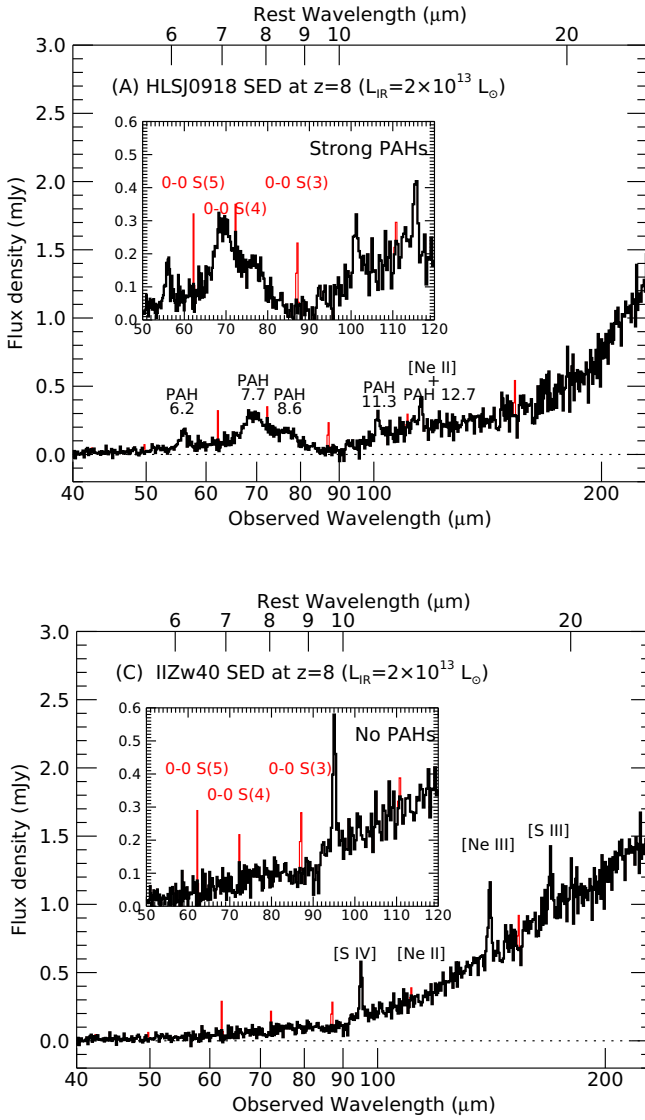 Rest Wavelength (μm)
6 7 8 9 10 20
3.0
(A) HLSJ0918 SED at z=8 (L_IR=2×10^13 L_⊙)
2.5
2.0
1.5
1.0
0.5
0.0
Flux density (mJy)
0.6
0.5
0.4
0.3
0.2
0.1
0.0
Strong PAHs
0-0 S(5)
0-0 S(4)
0-0 S(3)
50 60 70 80 90 100 110 120
PAH
6.2
PAH
7.7
PAH
8.6
PAH
11.3
[Ne II]
+
PAH 12.7
40 50 60 70 80 90 100 200
Observed Wavelength (μm)
Rest Wavelength (μm)
6 7 8 9 10 20
3.0
(C) IIZw40 SED at z=8 (L_IR=2×10^13 L_⊙)
2.5
2.0
1.5
1.0
0.5
0.0
Flux density (mJy)
0.6
0.5
0.4
0.3
0.2
0.1
0.0
No PAHs
0-0 S(5)
0-0 S(4)
0-0 S(3)
50 60 70 80 90 100 110 120
[S IV]
[Ne II]
[Ne III]
[S III]
40 50 60 70 80 90 100 200
Observed Wavelength (μm)